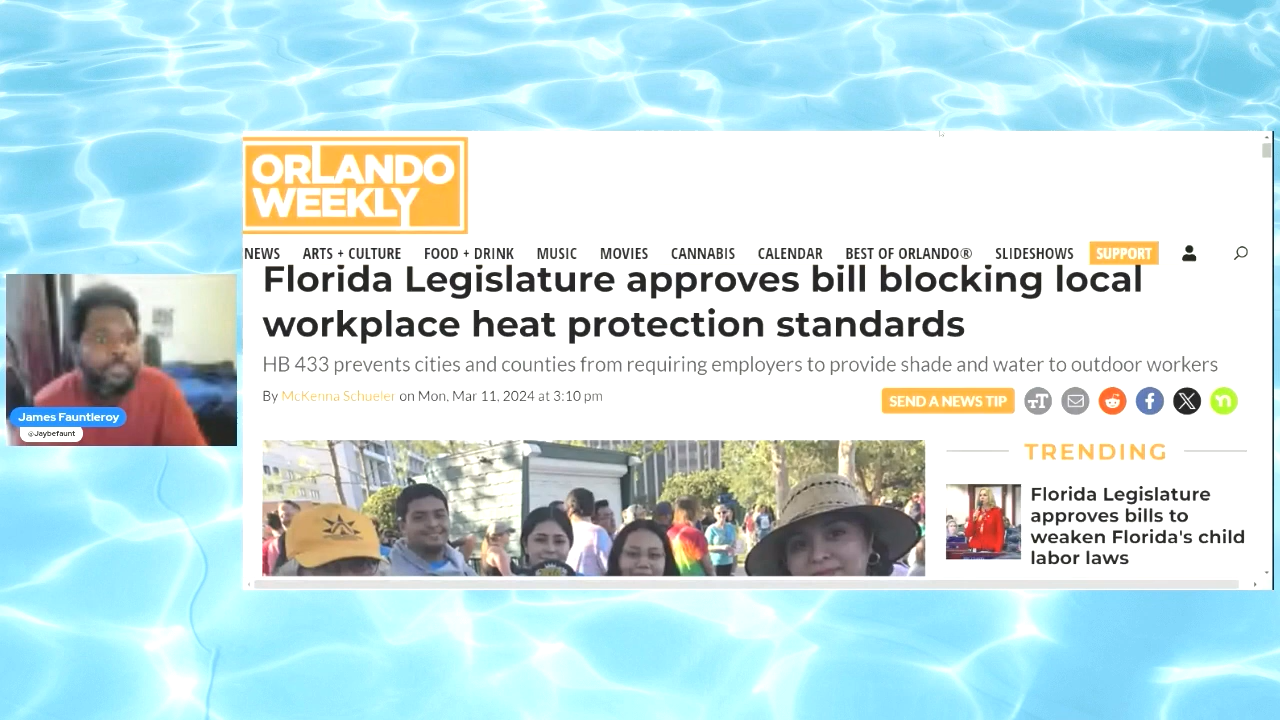 ORLANDO
WEEKLY
NEWS ARTS + CULTURE FOOD + DRINK MUSIC MOVIES CANNABIS CALENDAR BEST OF ORLANDO® SLIDESHOWS SUPPORT
Florida Legislature approves bill blocking local
workplace heat protection standards
HB 433 prevents cities and counties from requiring employers to provide shade and water to outdoor workers
By McKenna Schueler on Mon, Mar 11, 2024 at 3:10 pm
SEND A NEWS TIP
TRENDING
Florida Legislature
approves bills to
weaken Florida's child
labor laws
James Fauntleroy
@Jaybefaunt